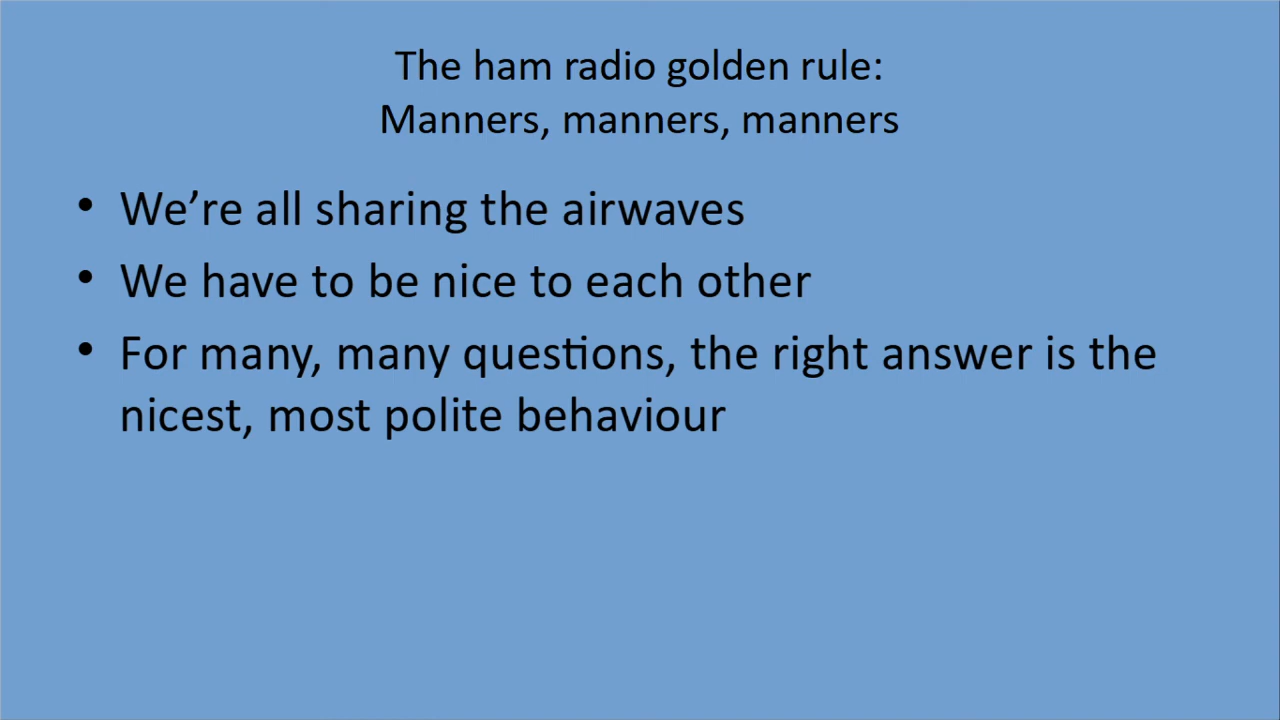 The ham radio golden rule:
Manners, manners, manners
• We’re all sharing the airwaves
• We have to be nice to each other
• For many, many questions, the right answer is the
nicest, most polite behaviour